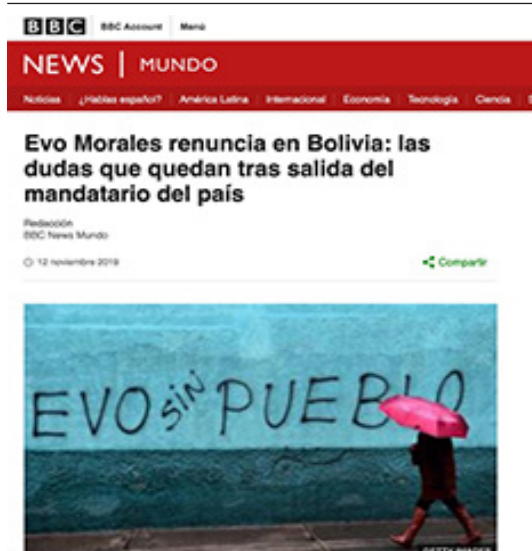 BBC BBC Account Menú
NEWS | MUNDO
Noticias ¿Hablas español? América Latina Internacional Economía Tecnología Ciencia
Evo Morales renuncia en Bolivia: las
dudas que quedan tras salida del
mandatario del país
Redacción
BBC News Mundo
12 noviembre 2019 Compartir
EVO sin PUEBLO
GETTY IMAGES